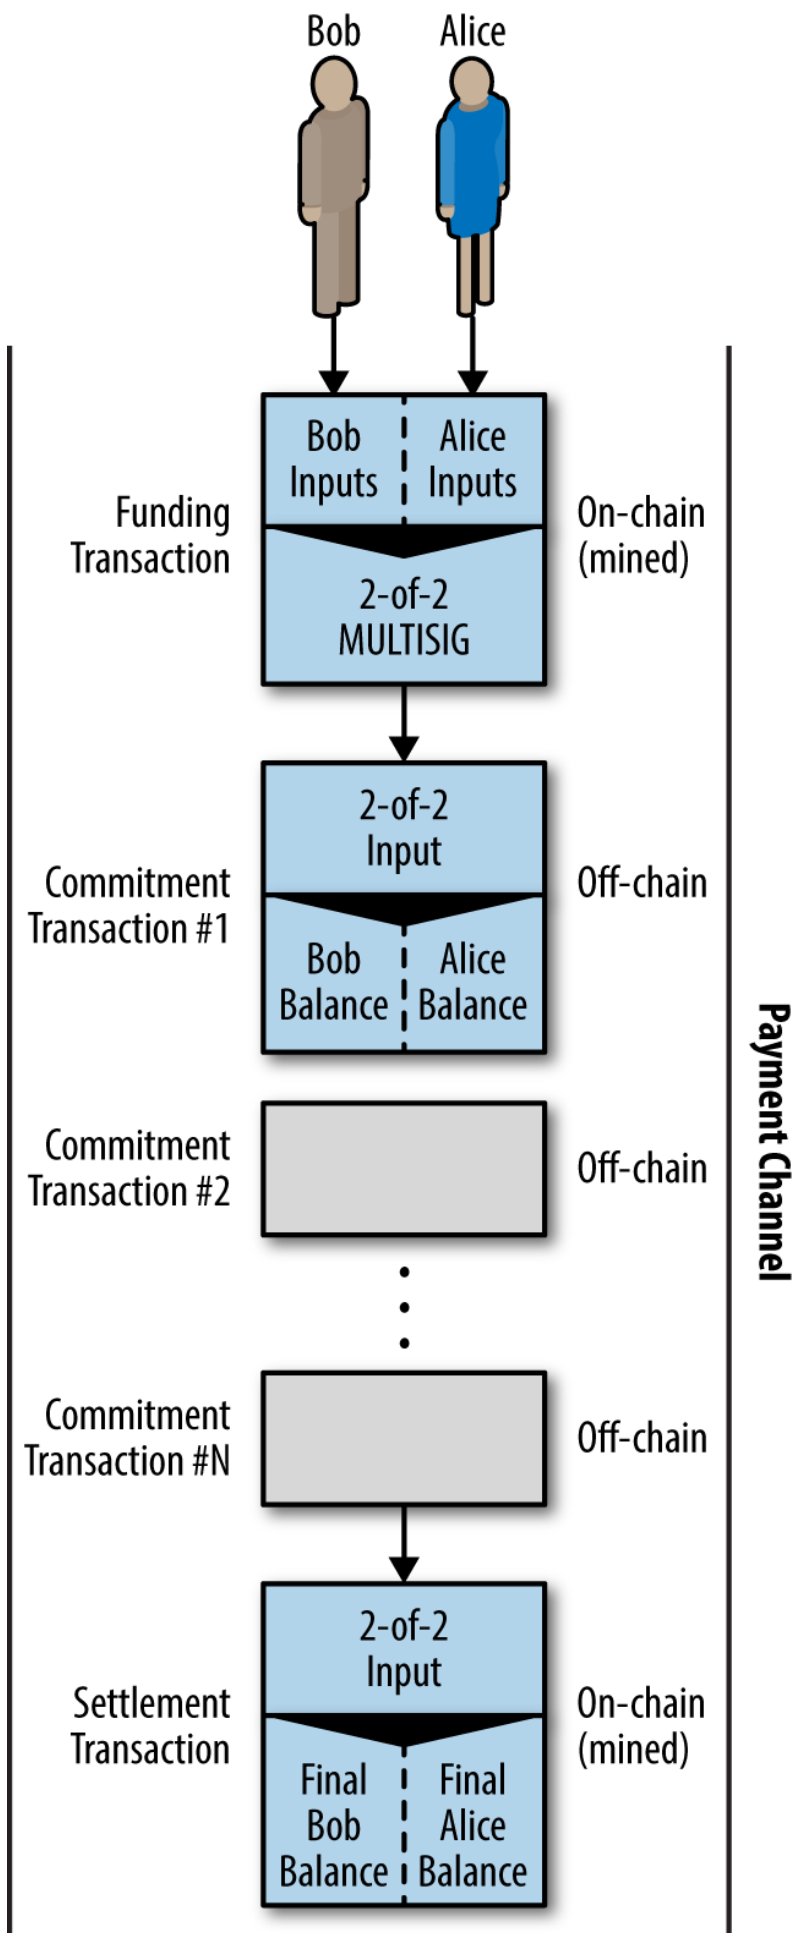 Bob
Alice
Bob
Inputs
Alice
Inputs
Funding
Transaction
On-chain
(mined)
2-of-2
MULTISIG
2-of-2
Input
Commitment
Transaction #1
Off-chain
Bob
Balance
Alice
Balance
Commitment
Transaction #2
Off-chain
Commitment
Transaction #N
Off-chain
2-of-2
Input
Settlement
Transaction
On-chain
(mined)
Final
Bob
Balance
Final
Alice
Balance
Payment Channel